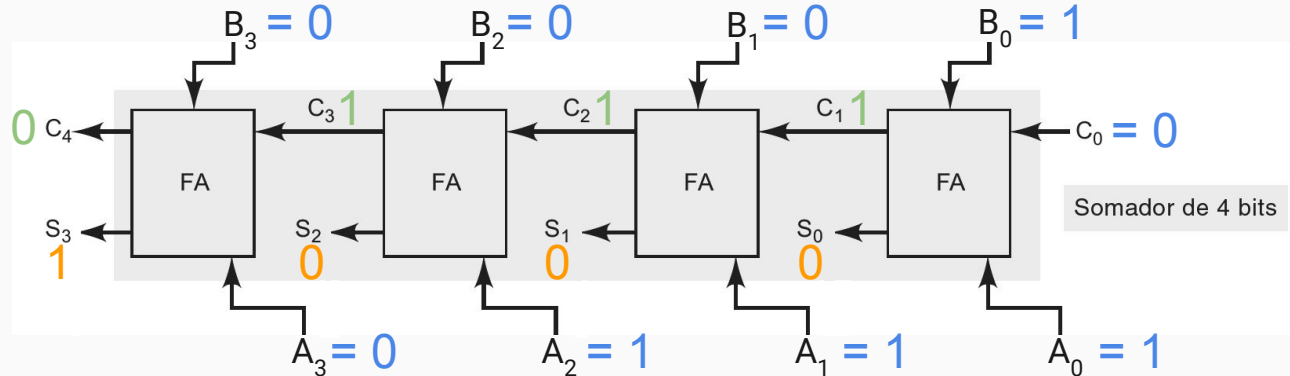 B₃ = 0 B₂ = 0 B₁ = 0 B₀ = 1
0 C₄ C₃ 1 C₂ 1 C₁ 1 C₀ = 0
FA FA FA FA
Somador de 4 bits
S₃ S₂ S₁ S₀
1 0 0 0
A₃ = 0 A₂ = 1 A₁ = 1 A₀ = 1